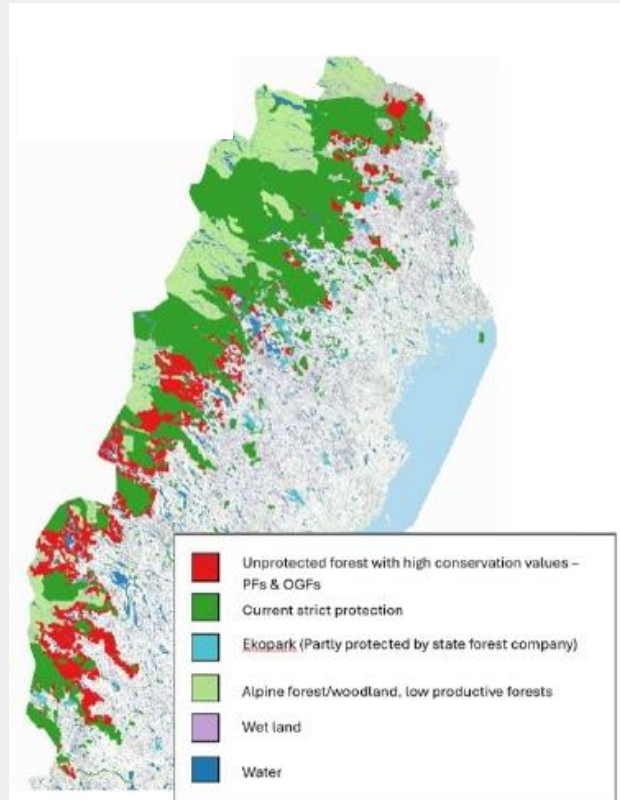 Unprotected forest with high conservation values –
PFs & OGFs
Current strict protection
Ekopark (Partly protected by state forest company)
Alpine forest/woodland, low productive forests
Wet land
Water